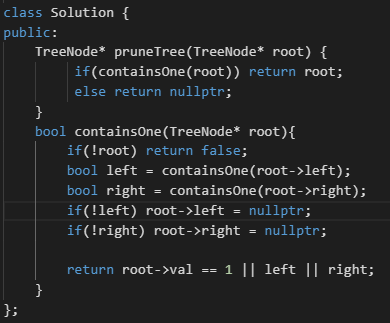 class Solution {
public:
    TreeNode* pruneTree(TreeNode* root) {
         if(containsOne(root)) return root;
         else return nullptr;
    }
    bool containsOne(TreeNode* root){
        if(!root) return false;
        bool left = containsOne(root->left);
        bool right = containsOne(root->right);
        if(!left) root->left = nullptr;
        if(!right) root->right = nullptr;

        return root->val == 1 || left || right;
    }
};